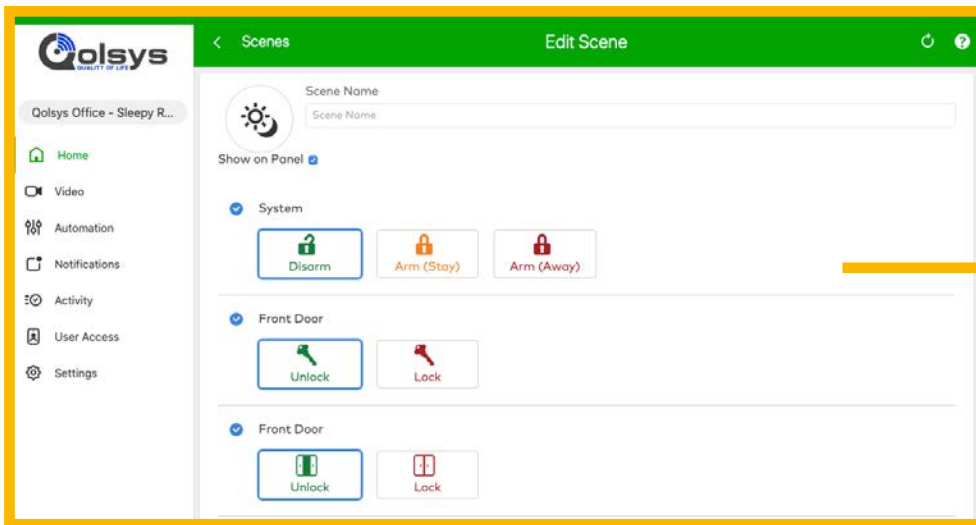 Qolsys
QUALITY OF LIFE
Qolsys Office - Sleepy R...
Home
Video
Automation
Notifications
Activity
User Access
Settings
Scenes
Edit Scene
?
Scene Name
Scene Name
Show on Panel
System
Disarm Arm (Stay) Arm (Away)
Front Door
Unlock Lock
Front Door
Unlock Lock